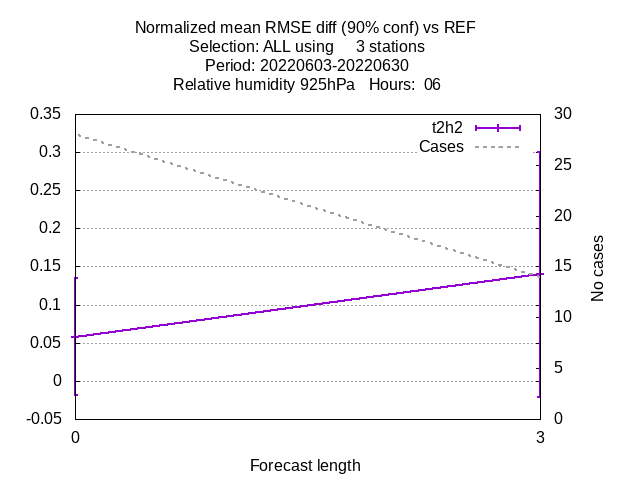 Normalized mean RMSE diff (90% conf) vs REF
Selection: ALL using     3 stations
Period: 20220603-20220630
Relative humidity 925hPa   Hours:  06
t2h2
Cases
0.35
0.3
0.25
0.2
0.15
0.1
0.05
0
-0.05
30
25
20
15
10
5
0
No cases
0
3
Forecast length